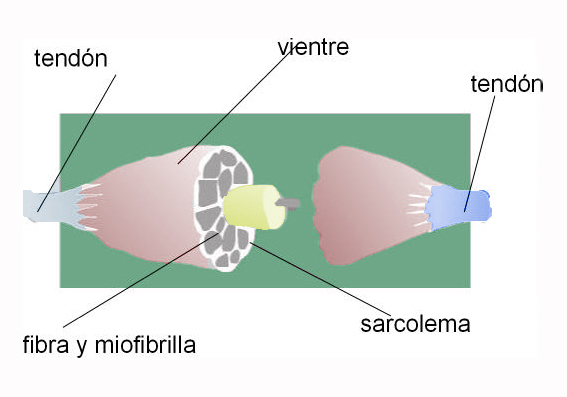 vientre
tendón
tendón
sarcolema
fibra y miofibrilla